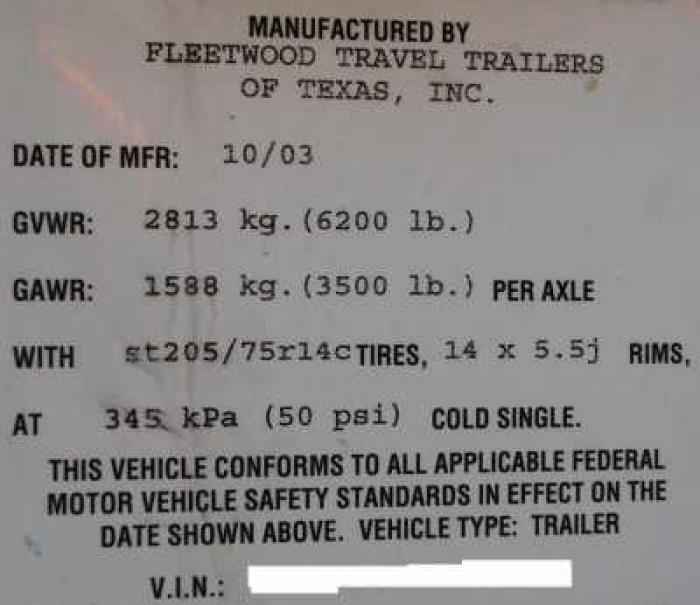 MANUFACTURED BY
FLEETWOOD TRAVEL TRAILERS
OF TEXAS, INC.
DATE OF MFR: 10/03
GVWR: 2813 kg. (6200 lb.)
GAWR: 1588 kg. (3500 lb.) PER AXLE
WITH st205/75r14c TIRES, 14 x 5.5j RIMS,
AT 345 kPa (50 psi) COLD SINGLE.
THIS VEHICLE CONFORMS TO ALL APPLICABLE FEDERAL
MOTOR VEHICLE SAFETY STANDARDS IN EFFECT ON THE
DATE SHOWN ABOVE. VEHICLE TYPE: TRAILER
V.I.N.: